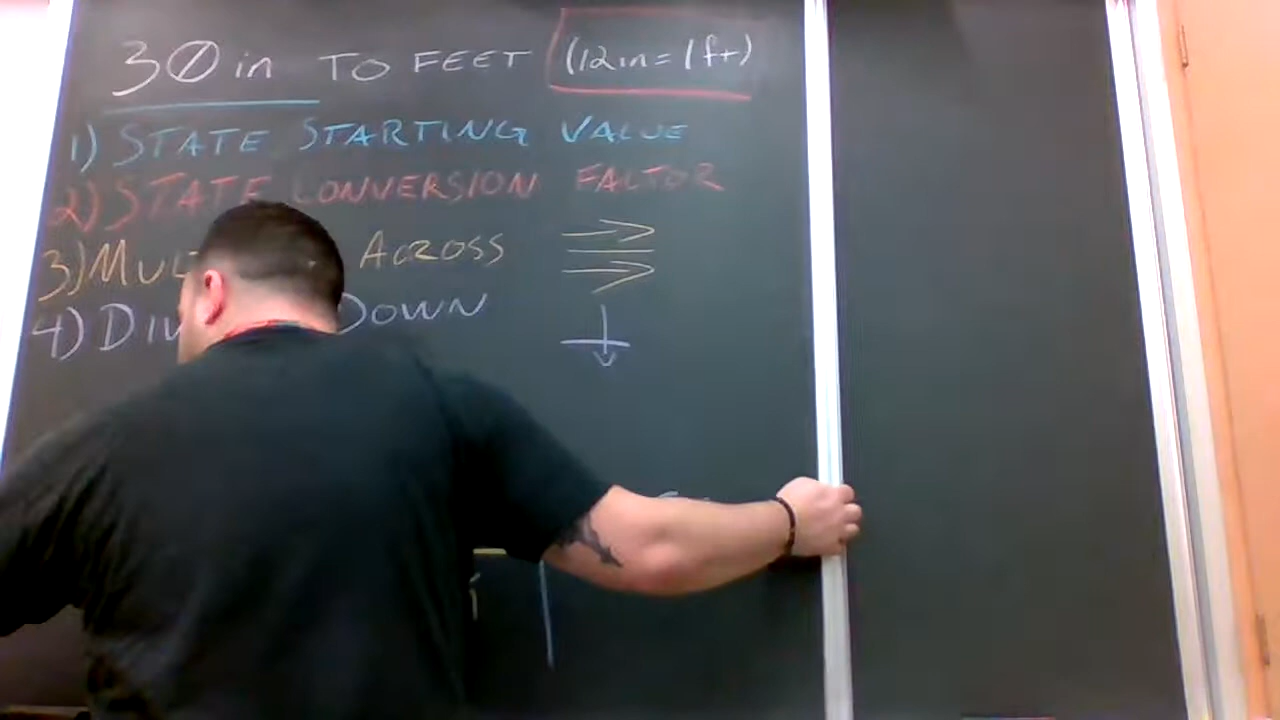 30 in TO FEET (12in = 1ft)
1) STATE STARTING VALUE
2) STATE CONVERSION FACTOR
3) MUL ACROSS
4) DIV DOWN